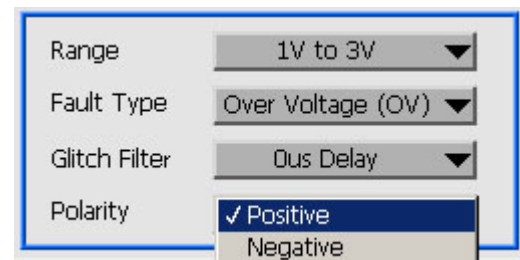 Range 1V to 3V
Fault Type Over Voltage (OV)
Glitch Filter 0us Delay
Polarity ✓ Positive
Negative